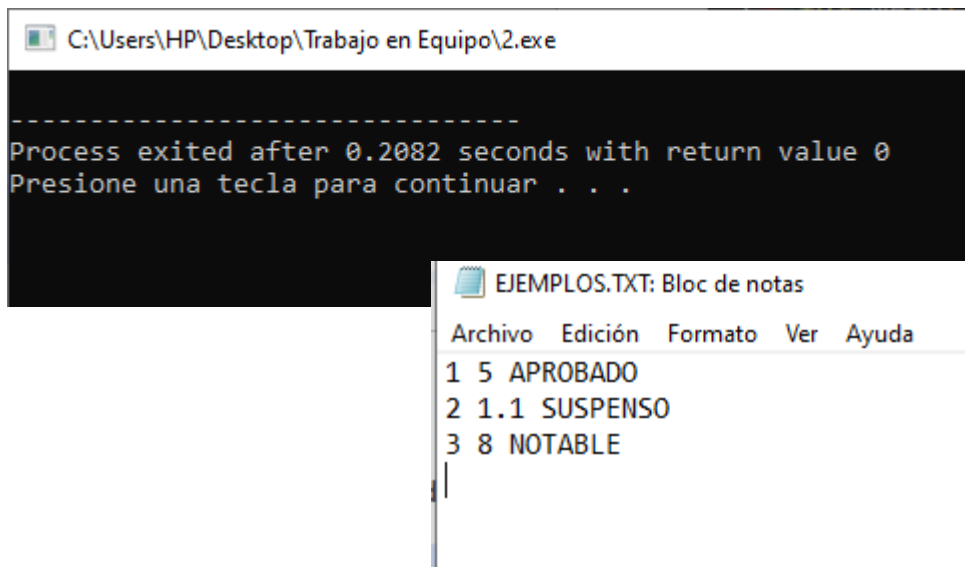 C:\Users\HP\Desktop\Trabajo en Equipo\2.exe
--------------------------------
Process exited after 0.2082 seconds with return value 0
Presione una tecla para continuar . . .
EJEMPLOS.TXT: Bloc de notas
Archivo Edición Formato Ver Ayuda
1 5 APROBADO
2 1.1 SUSPENSO
3 8 NOTABLE